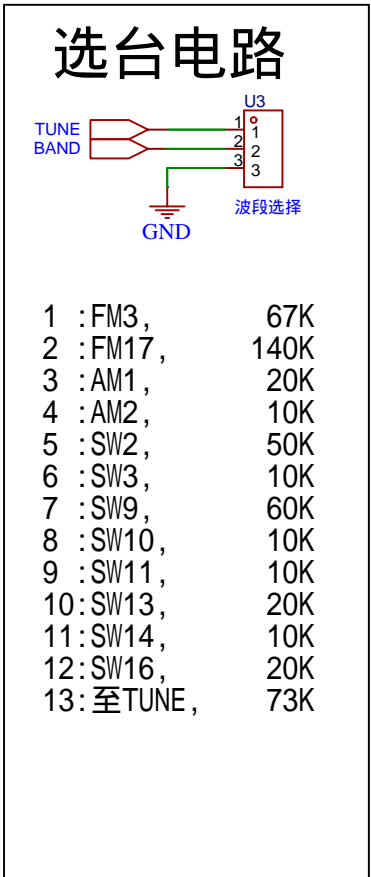 选台电路
U3
TUNE
BAND
1
2
3
1
2
3
波段选择
GND
1 :FM3, 67K
2 :FM17, 140K
3 :AM1, 20K
4 :AM2, 10K
5 :SW2, 50K
6 :SW3, 10K
7 :SW9, 60K
8 :SW10, 10K
9 :SW11, 10K
10:SW13, 20K
11:SW14, 10K
12:SW16, 20K
13:至TUNE, 73K